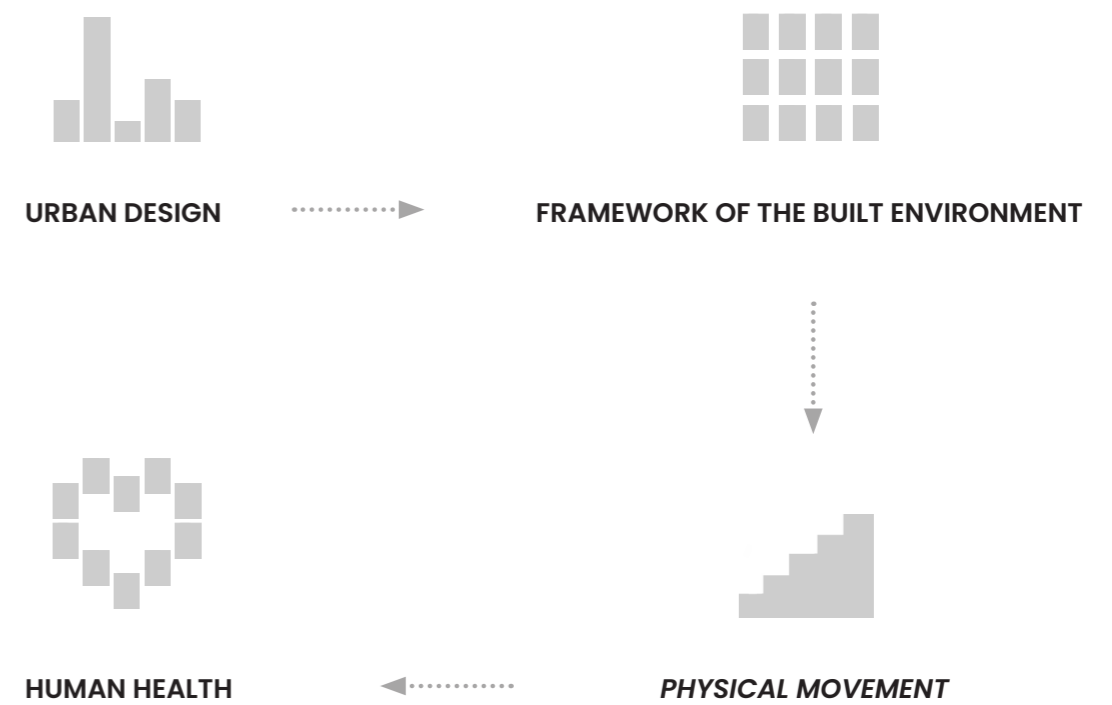 URBAN DESIGN
FRAMEWORK OF THE BUILT ENVIRONMENT
HUMAN HEALTH
PHYSICAL MOVEMENT